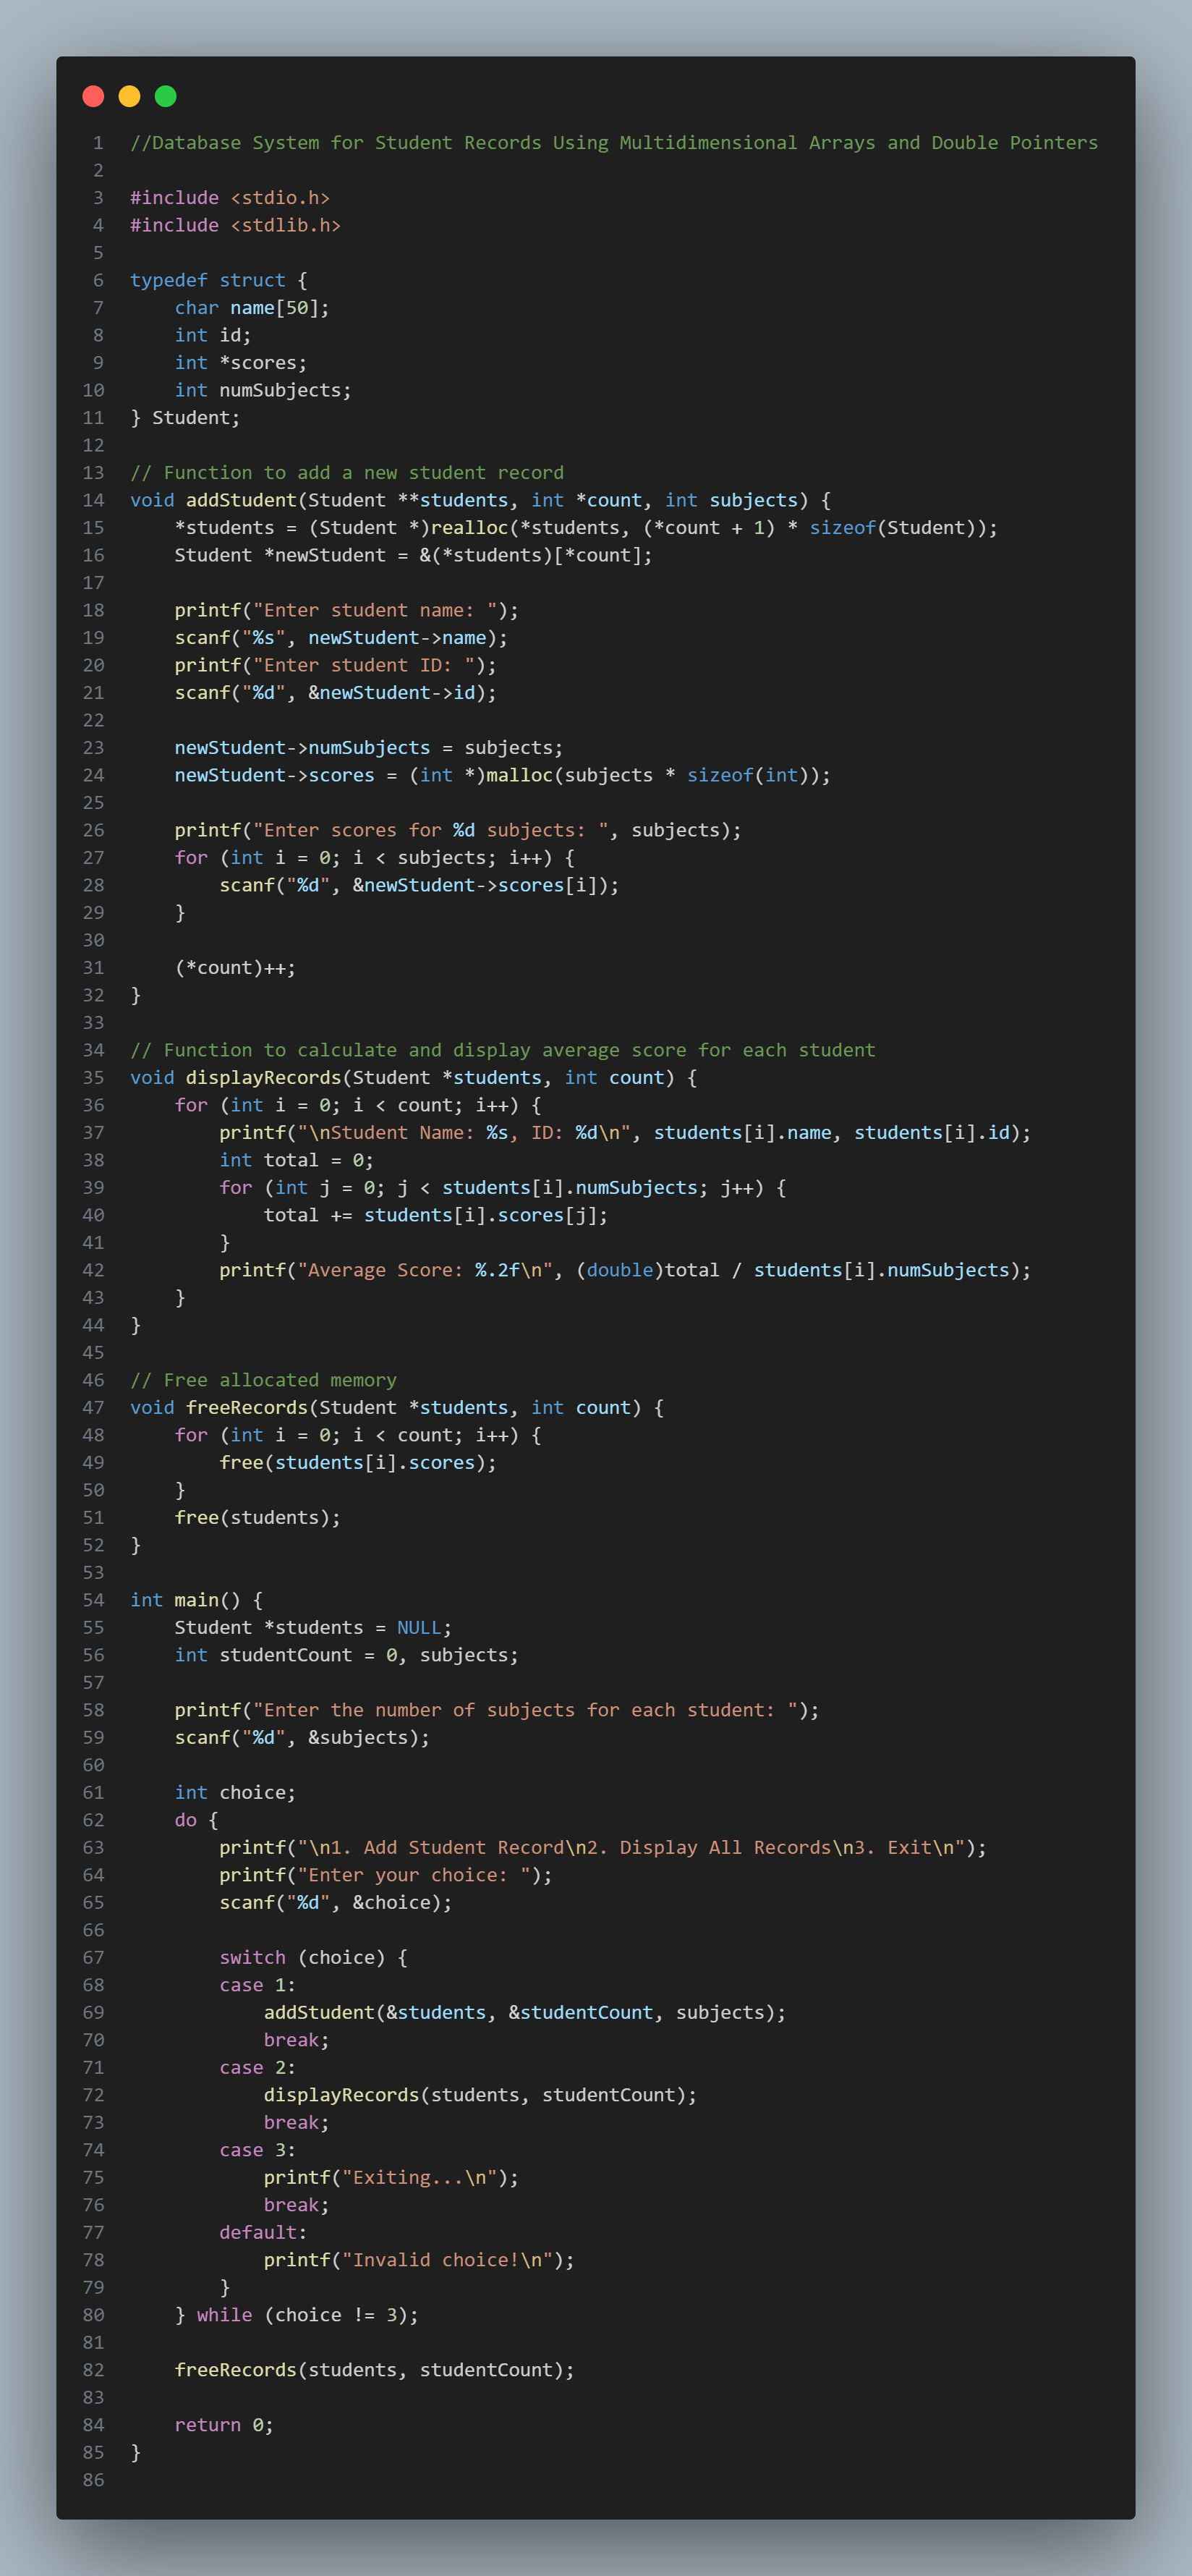 1 //Database System for Student Records Using Multidimensional Arrays and Double Pointers
2
3 #include <stdio.h>
4 #include <stdlib.h>
5
6 typedef struct {
7     char name[50];
8     int id;
9     int *scores;
10     int numSubjects;
11 } Student;
12
13 // Function to add a new student record
14 void addStudent(Student **students, int *count, int subjects) {
15     *students = (Student *)realloc(*students, (*count + 1) * sizeof(Student));
16     Student *newStudent = &(*students)[*count];
17
18     printf("Enter student name: ");
19     scanf("%s", newStudent->name);
20     printf("Enter student ID: ");
21     scanf("%d", &newStudent->id);
22
23     newStudent->numSubjects = subjects;
24     newStudent->scores = (int *)malloc(subjects * sizeof(int));
25
26     printf("Enter scores for %d subjects: ", subjects);
27     for (int i = 0; i < subjects; i++) {
28         scanf("%d", &newStudent->scores[i]);
29     }
30
31     (*count)++;
32 }
33
34 // Function to calculate and display average score for each student
35 void displayRecords(Student *students, int count) {
36     for (int i = 0; i < count; i++) {
37         printf("\nStudent Name: %s, ID: %d\n", students[i].name, students[i].id);
38         int total = 0;
39         for (int j = 0; j < students[i].numSubjects; j++) {
40             total += students[i].scores[j];
41         }
42         printf("Average Score: %.2f\n", (double)total / students[i].numSubjects);
43     }
44 }
45
46 // Free allocated memory
47 void freeRecords(Student *students, int count) {
48     for (int i = 0; i < count; i++) {
49         free(students[i].scores);
50     }
51     free(students);
52 }
53
54 int main() {
55     Student *students = NULL;
56     int studentCount = 0, subjects;
57
58     printf("Enter the number of subjects for each student: ");
59     scanf("%d", &subjects);
60
61     int choice;
62     do {
63         printf("\n1. Add Student Record\n2. Display All Records\n3. Exit\n");
64         printf("Enter your choice: ");
65         scanf("%d", &choice);
66
67         switch (choice) {
68         case 1:
69             addStudent(&students, &studentCount, subjects);
70             break;
71         case 2:
72             displayRecords(students, studentCount);
73             break;
74         case 3:
75             printf("Exiting...\n");
76             break;
77         default:
78             printf("Invalid choice!\n");
79         }
80     } while (choice != 3);
81
82     freeRecords(students, studentCount);
83
84     return 0;
85 }
86